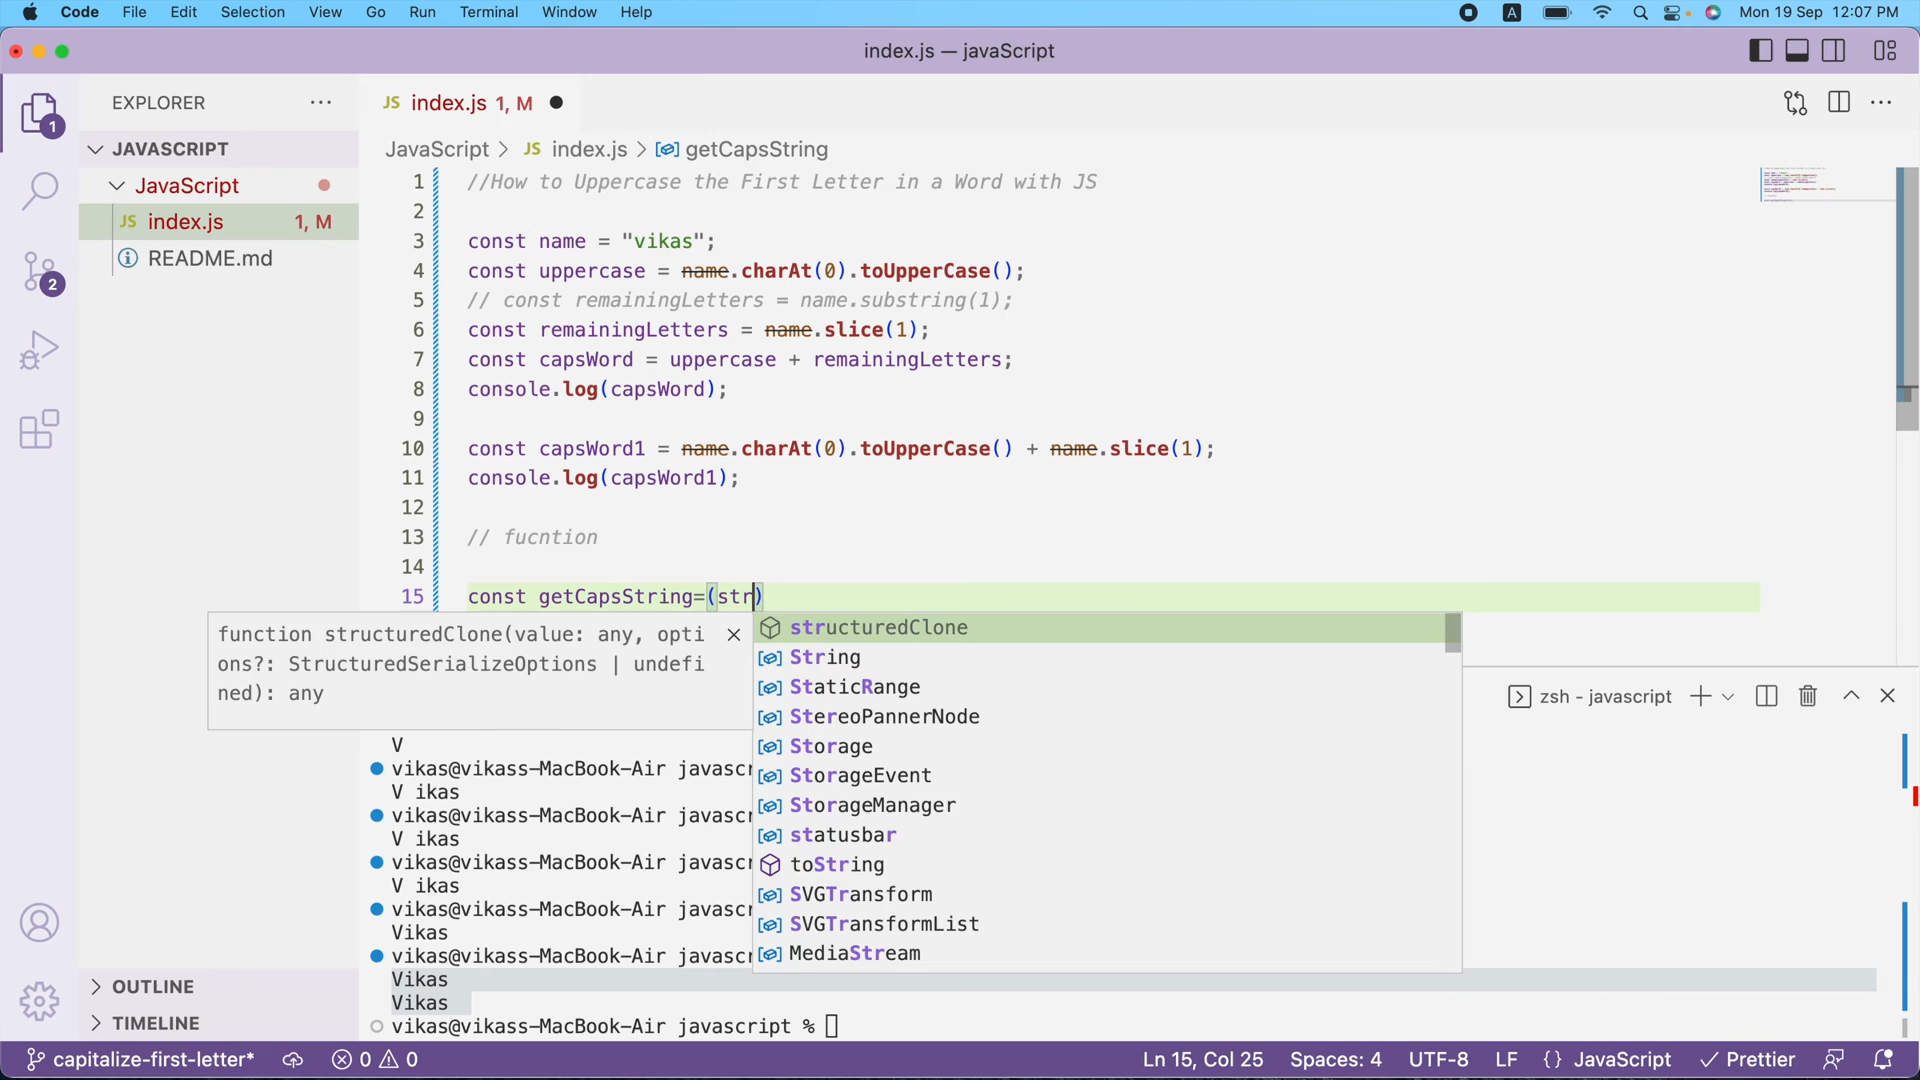 Code File Edit Selection View Go Run Terminal Window Help A Mon 19 Sep 12:07 PM
index.js — javaScript
EXPLORER
JS index.js 1, M
JAVASCRIPT
JavaScript > JS index.js > getCapsString
JavaScript
JS index.js 1, M
README.md
1
2
1 //How to Uppercase the First Letter in a Word with JS
2
3 const name = "vikas";
4 const uppercase = name.charAt(0).toUpperCase();
5 // const remainingLetters = name.substring(1);
6 const remainingLetters = name.slice(1);
7 const capsWord = uppercase + remainingLetters;
8 console.log(capsWord);
9
10 const capsWord1 = name.charAt(0).toUpperCase() + name.slice(1);
11 console.log(capsWord1);
12
13 // fucntion
14
15 const getCapsString=(str)
function structuredClone(value: any, opti
ons?: StructuredSerializeOptions | undefi
ned): any
structuredClone
String
StaticRange
StereoPannerNode
Storage
StorageEvent
StorageManager
statusbar
toString
SVGTransform
SVGTransformList
MediaStream
zsh - javascript
V
vikas@vikass-MacBook-Air javascr
V ikas
vikas@vikass-MacBook-Air javascr
V ikas
vikas@vikass-MacBook-Air javascr
V ikas
vikas@vikass-MacBook-Air javascr
Vikas
vikas@vikass-MacBook-Air javascr
Vikas
Vikas
vikas@vikass-MacBook-Air javascript %
OUTLINE
TIMELINE
capitalize-first-letter* 0 0 Ln 15, Col 25 Spaces: 4 UTF-8 LF {} JavaScript Prettier